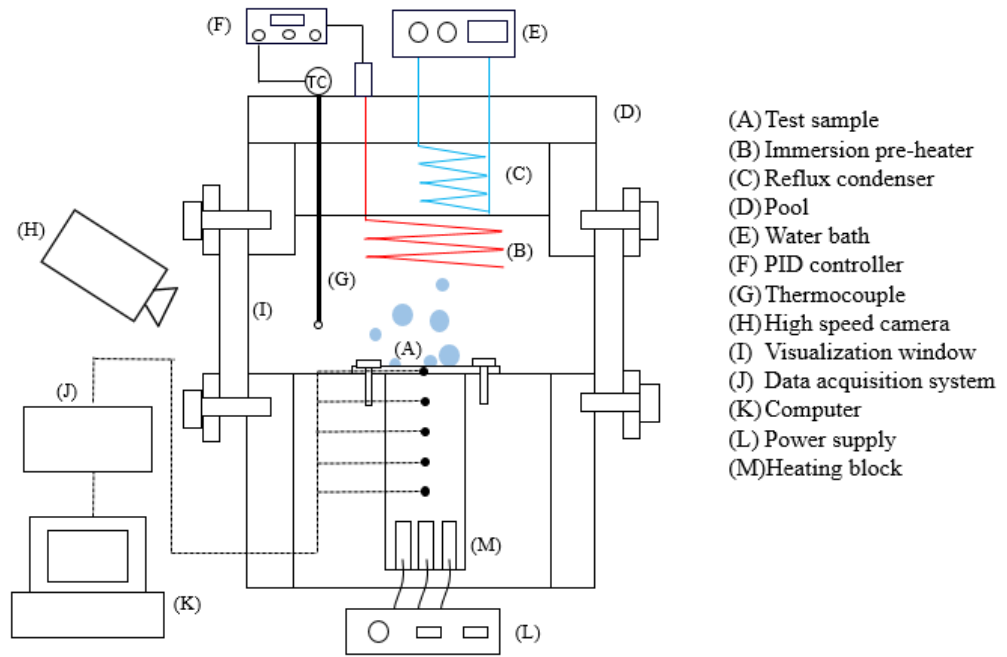 (F)
(E)
TC
(D)
(C)
(H)
(B)
(G)
(I)
(A)
(J)
(M)
(K)
(L)
(A) Test sample
(B) Immersion pre-heater
(C) Reflux condenser
(D) Pool
(E) Water bath
(F) PID controller
(G) Thermocouple
(H) High speed camera
(I) Visualization window
(J) Data acquisition system
(K) Computer
(L) Power supply
(M)Heating block